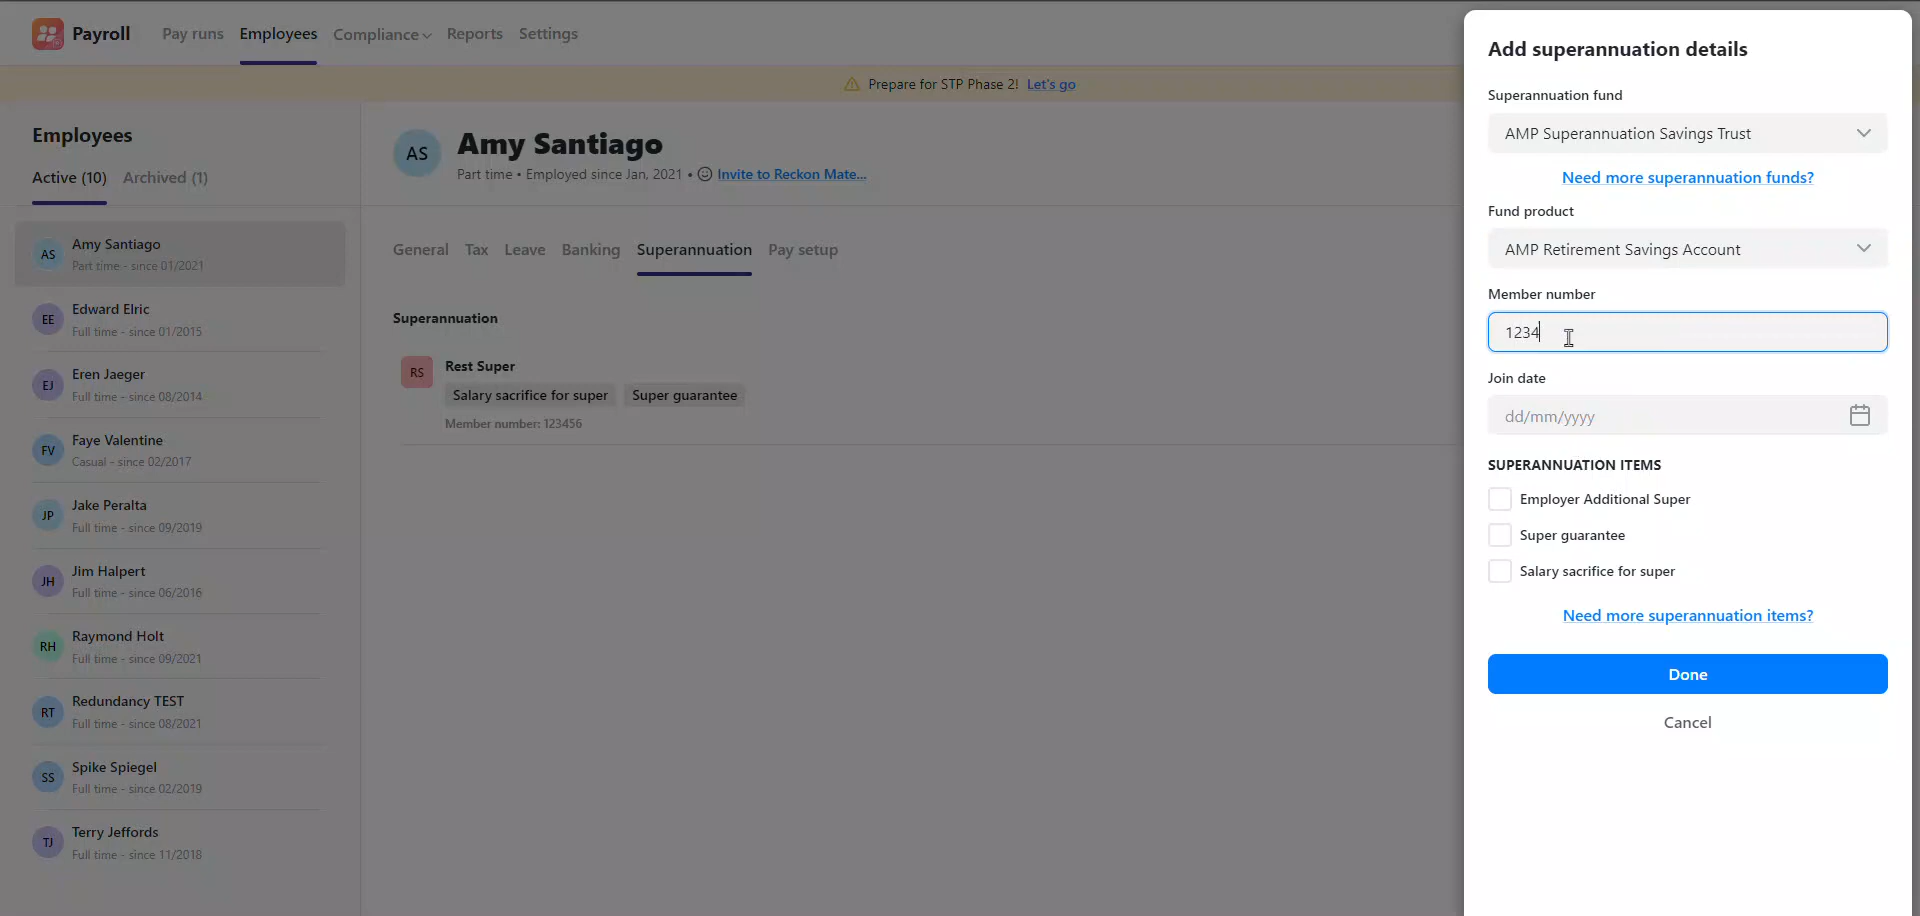 Payroll
Pay runs
Employees
Compliance
Reports
Settings
Prepare for STP Phase 2! Let's go
Employees
Active (10)
Archived (1)
AS
Amy Santiago
Part time - since 01/2021
EE
Edward Elric
Full time - since 01/2015
EJ
Eren Jaeger
Full time - since 08/2014
FV
Faye Valentine
Casual - since 02/2017
JP
Jake Peralta
Full time - since 09/2019
JH
Jim Halpert
Full time - since 06/2016
RH
Raymond Holt
Full time - since 09/2021
RT
Redundancy TEST
Full time - since 08/2021
SS
Spike Spiegel
Full time - since 02/2019
TJ
Terry Jeffords
Full time - since 11/2018
AS
Amy Santiago
Part time • Employed since Jan, 2021 • Invite to Reckon Mate...
General
Tax
Leave
Banking
Superannuation
Pay setup
Superannuation
RS
Rest Super
Salary sacrifice for super
Super guarantee
Member number: 123456
Add superannuation details
Superannuation fund
AMP Superannuation Savings Trust
Need more superannuation funds?
Fund product
AMP Retirement Savings Account
Member number
1234
Join date
dd/mm/yyyy
SUPERANNUATION ITEMS
Employer Additional Super
Super guarantee
Salary sacrifice for super
Need more superannuation items?
Done
Cancel